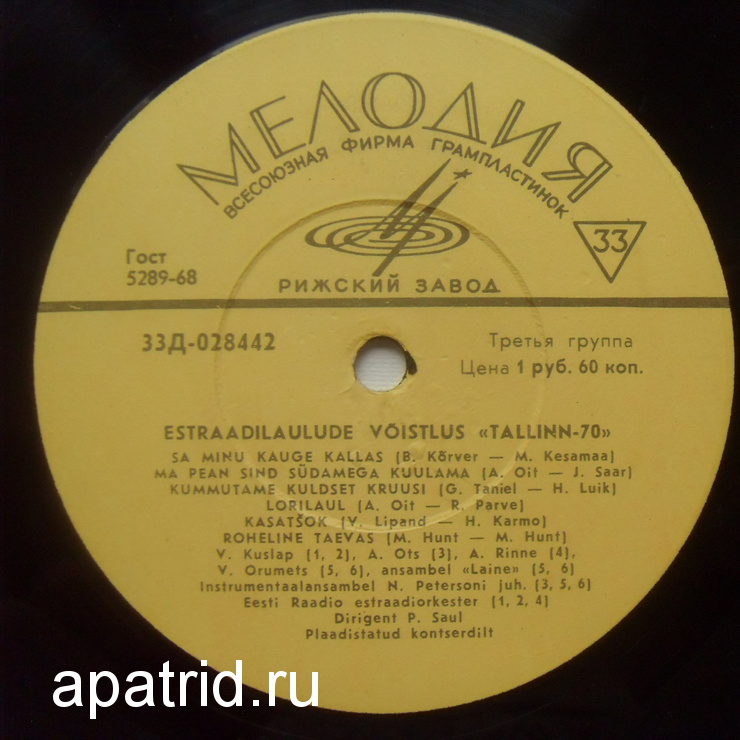 МЕЛОДИЯ
ВСЕСОЮЗНАЯ ФИРМА ГРАМПЛАСТИНОК
33
Гост
5289-68
РИЖСКИЙ ЗАВОД
33Д-028442
Третья группа
Цена 1 руб. 60 коп.
ESTRAADILAULUDE VÕISTLUS «TALLINN-70»
SA MINU KAUGE KALLAS (B. Kõrver — M. Kesamaa)
MA PEAN SIND SÜDAMEGA KUULAMA (A. Oit — J. Saar)
KUMMUTAME KULDSET KRUUSI (G. Taniel — H. Luik)
LORILAUL (A. Oit — R. Parve)
KASATŠOK (V. Lipand — H. Karmo)
ROHELINE TAEVAS (M. Hunt — M. Hunt)
V. Kuslap (1, 2), A. Ots (3), A. Rinne (4),
V. Orumets (5, 6), ansambel «Laine» (5, 6)
Instrumentaalansambel N. Petersoni juh. (3, 5, 6)
Eesti Raadio estraadiorkester (1, 2, 4)
Dirigent P. Saul
Plaadistatud kontserdilt
apatrid.ru